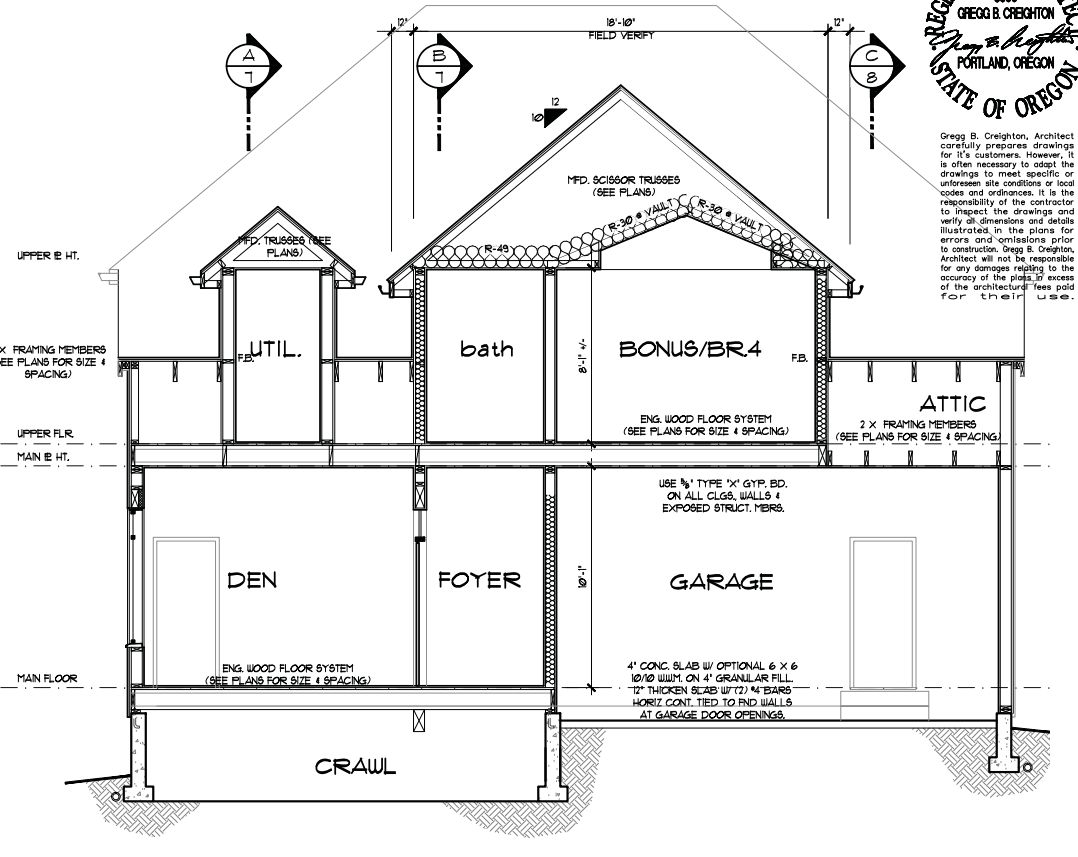 12"
18'-10"
FIELD VERIFY
12"
GREGG B. CREIGHTON
PORTLAND, OREGON
STATE OF OREGON
A
7
B
7
C
8
12
10
Gregg B. Creighton, Architect
carefully prepares drawings
for it's customers. However, it
is often necessary to adapt the
drawings to meet specific or
unforeseen site conditions or local
codes and ordinances. It is the
responsibility of the contractor
to inspect the drawings and
verify all dimensions and details
illustrated in the plans for
errors and omissions prior
to construction. Gregg B. Creighton,
Architect will not be responsible
for any damages relating to the
accuracy of the plans in excess
of the architectural fees paid
for their use.
MFD. SCISSOR TRUSSES
(SEE PLANS)
R-30 @ VAULT
R-30 @ VAULT
R-49
MFD. TRUSSES (SEE
PLANS)
UPPER HT.
UTIL.
F.B.
bath
8'-1" +/-
BONUS/BR.4
F.B.
X FRAMING MEMBERS
EE PLANS FOR SIZE &
SPACING)
ATTIC
2 X FRAMING MEMBERS
(SEE PLANS FOR SIZE & SPACING)
ENG. WOOD FLOOR SYSTEM
(SEE PLANS FOR SIZE & SPACING)
UPPER FLR.
MAIN HT.
USE 5/8" TYPE 'X' GYP. BD.
ON ALL CLGS., WALLS &
EXPOSED STRUCT. MBRS.
DEN
FOYER
10'-1"
GARAGE
ENG. WOOD FLOOR SYSTEM
(SEE PLANS FOR SIZE & SPACING)
MAIN FLOOR
4" CONC. SLAB W/ OPTIONAL 6 X 6
10/10 W.W.M. ON 4" GRANULAR FILL.
12" THICKEN SLAB W/ (2) #4 BARS
HORIZ CONT. TIED TO FND WALLS
AT GARAGE DOOR OPENINGS.
CRAWL